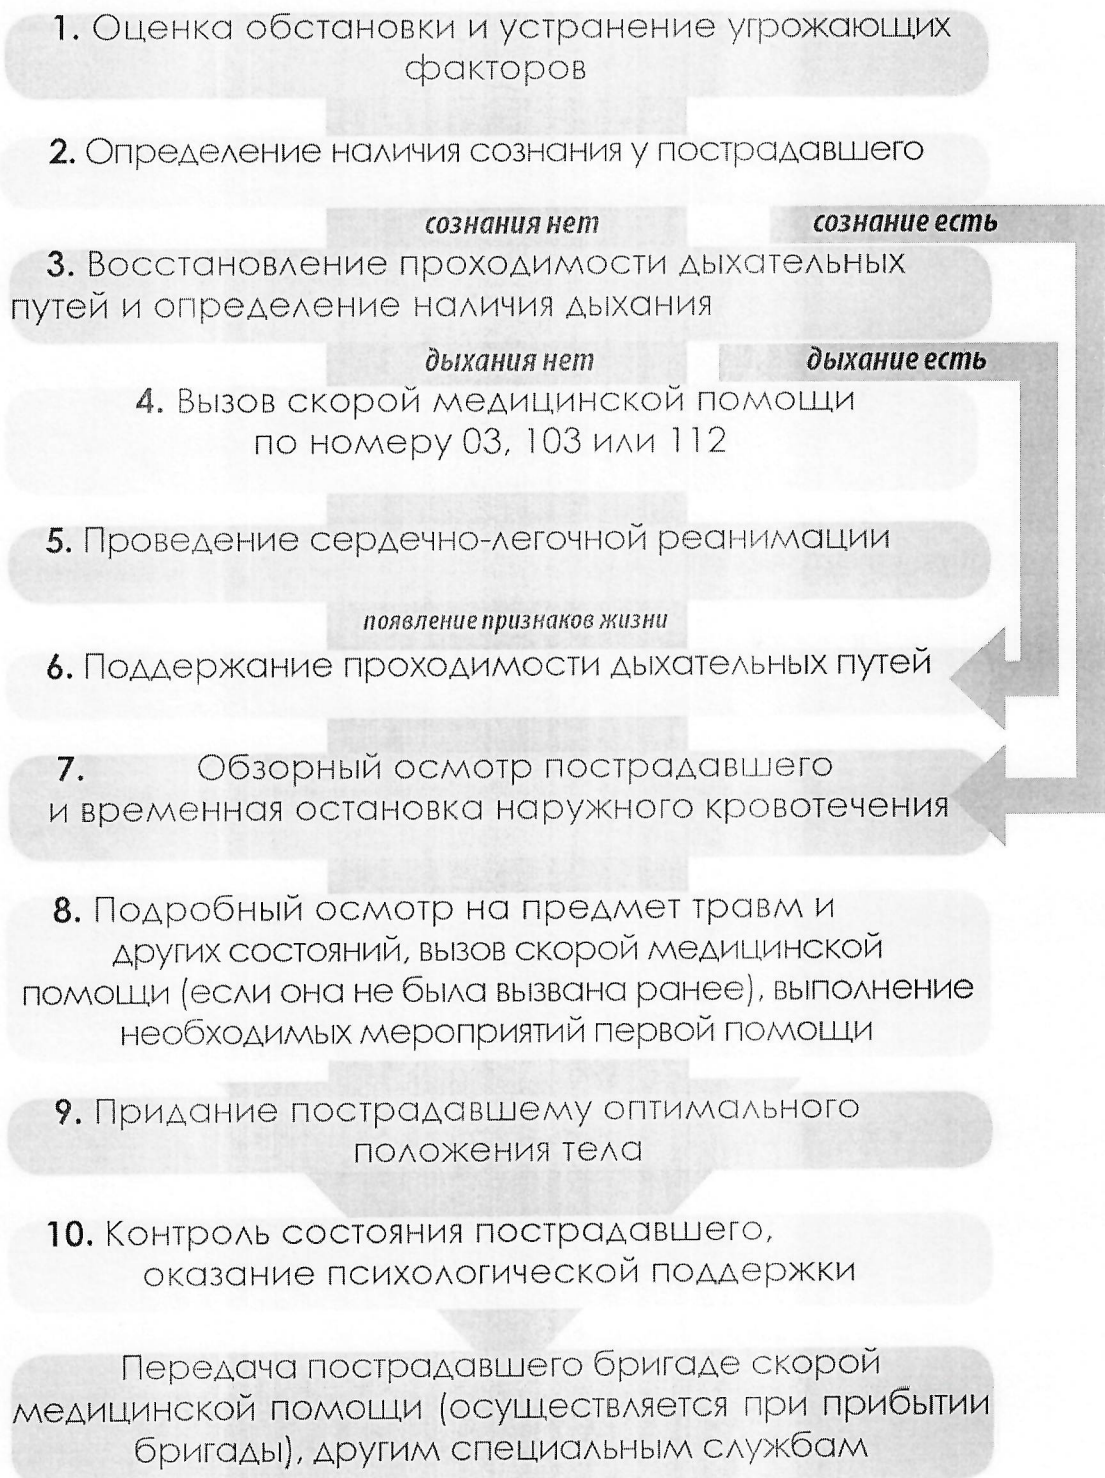 1. Оценка обстановки и устранение угрожающих
факторов
2. Определение наличия сознания у пострадавшего
сознания нет
сознание есть
3. Восстановление проходимости дыхательных
путей и определение наличия дыхания
дыхания нет
дыхание есть
4. Вызов скорой медицинской помощи
по номеру 03, 103 или 112
5. Проведение сердечно-легочной реанимации
появление признаков жизни
6. Поддержание проходимости дыхательных путей
7. Обзорный осмотр пострадавшего
и временная остановка наружного кровотечения
8. Подробный осмотр на предмет травм и
других состояний, вызов скорой медицинской
помощи (если она не была вызвана ранее), выполнение
необходимых мероприятий первой помощи
9. Придание пострадавшему оптимального
положения тела
10. Контроль состояния пострадавшего,
оказание психологической поддержки
Передача пострадавшего бригаде скорой
медицинской помощи (осуществляется при прибытии
бригады), другим специальным службам